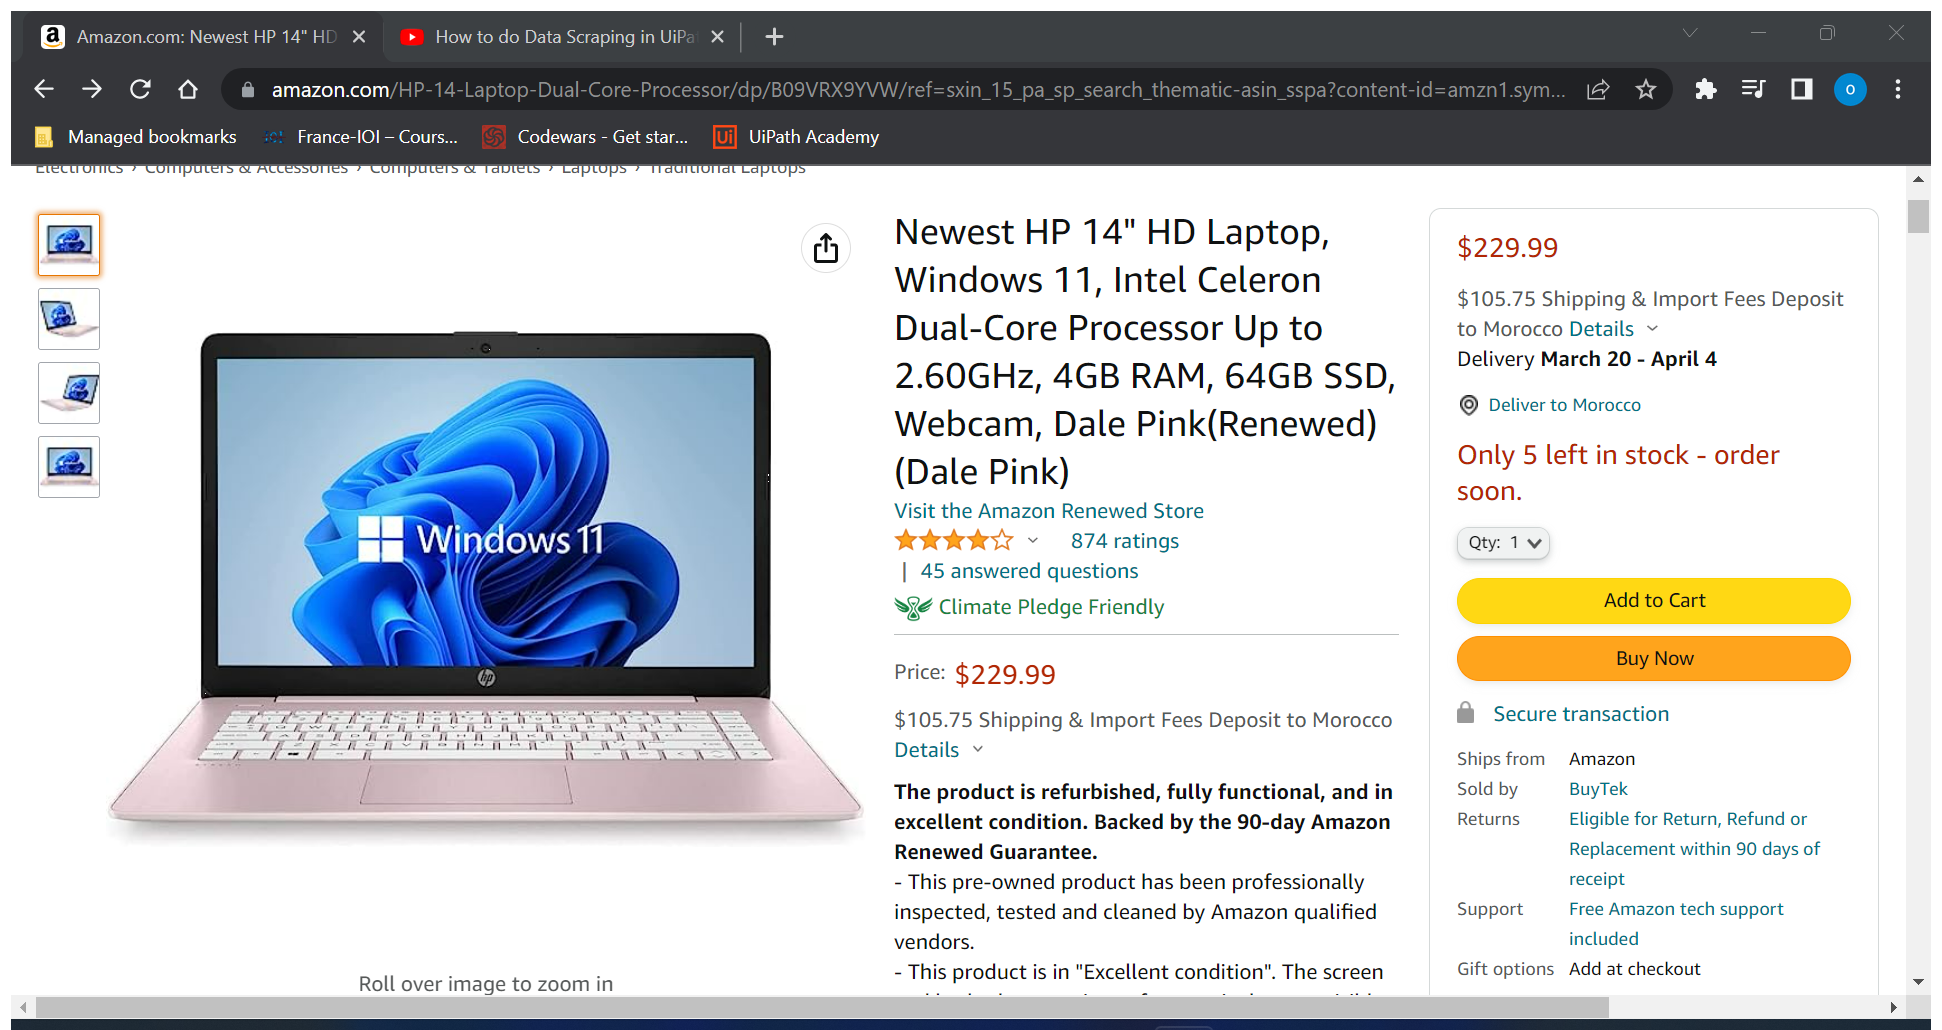 Amazon.com: Newest HP 14" HD
How to do Data Scraping in UiPa
amazon.com/HP-14-Laptop-Dual-Core-Processor/dp/B09VRX9YVW/ref=sxin_15_pa_sp_search_thematic-asin_sspa?content-id=amzn1.sym...
O
Managed bookmarks
France-IOI – Cours...
Codewars - Get star...
Ui
UiPath Academy
Electronics › Computers & Accessories › Computers & Tablets › Laptops › Traditional Laptops
Windows 11
hp
Roll over image to zoom in
Newest HP 14" HD Laptop,
Windows 11, Intel Celeron
Dual-Core Processor Up to
2.60GHz, 4GB RAM, 64GB SSD,
Webcam, Dale Pink(Renewed)
(Dale Pink)
Visit the Amazon Renewed Store
874 ratings
| 45 answered questions
Climate Pledge Friendly
Price: $229.99
$105.75 Shipping & Import Fees Deposit to Morocco
Details
The product is refurbished, fully functional, and in
excellent condition. Backed by the 90-day Amazon
Renewed Guarantee.
- This pre-owned product has been professionally
inspected, tested and cleaned by Amazon qualified
vendors.
- This product is in "Excellent condition". The screen
$229.99
$105.75 Shipping & Import Fees Deposit
to Morocco Details
Delivery March 20 - April 4
Deliver to Morocco
Only 5 left in stock - order
soon.
Qty: 1
Add to Cart
Buy Now
Secure transaction
Ships from Amazon
Sold by BuyTek
Returns Eligible for Return, Refund or
Replacement within 90 days of
receipt
Support Free Amazon tech support
included
Gift options Add at checkout